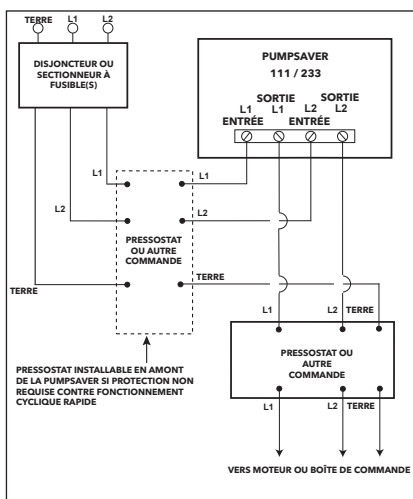 TERRE L1 L2
DISJONCTEUR OU
SECTIONNEUR À
FUSIBLE(S)
PUMPSAVER
111 / 233
SORTIE SORTIE
L1 L1 L2 L2
ENTRÉE ENTRÉE
L1
L1
L2
L2
PRESSOSTAT
OU AUTRE
COMMANDE
TERRE
TERRE
L1 L2 TERRE
PRESSOSTAT OU
AUTRE
COMMANDE
PRESSOSTAT INSTALLABLE EN AMONT
DE LA PUMPSAVER SI PROTECTION NON
REQUISE CONTRE FONCTIONNEMENT
CYCLIQUE RAPIDE
L1 L2 TERRE
VERS MOTEUR OU BOÎTE DE COMMANDE